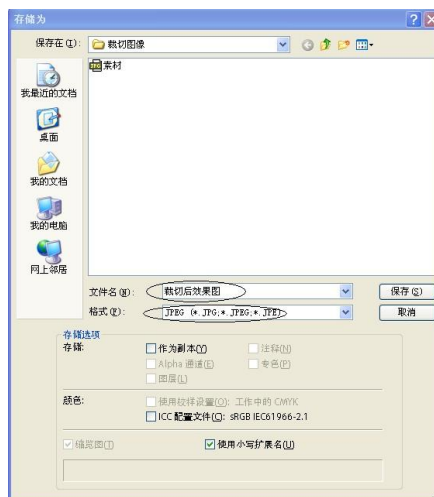 存储为
保存在(I):
裁切图像
素材
我最近的文档
桌面
我的文档
我的电脑
网上邻居
文件名(N):
裁切后效果图
保存(S)
格式(F):
JPEG (*.JPG;*.JPEG;*.JPE)
取消
存储选项
存储:
作为副本(Y)
注释(N)
Alpha 通道(E)
专色(P)
图层(L)
颜色:
使用校样设置(O): 工作中的 CMYK
ICC 配置文件(C): sRGB IEC61966-2.1
缩览图(T)
使用小写扩展名(U)